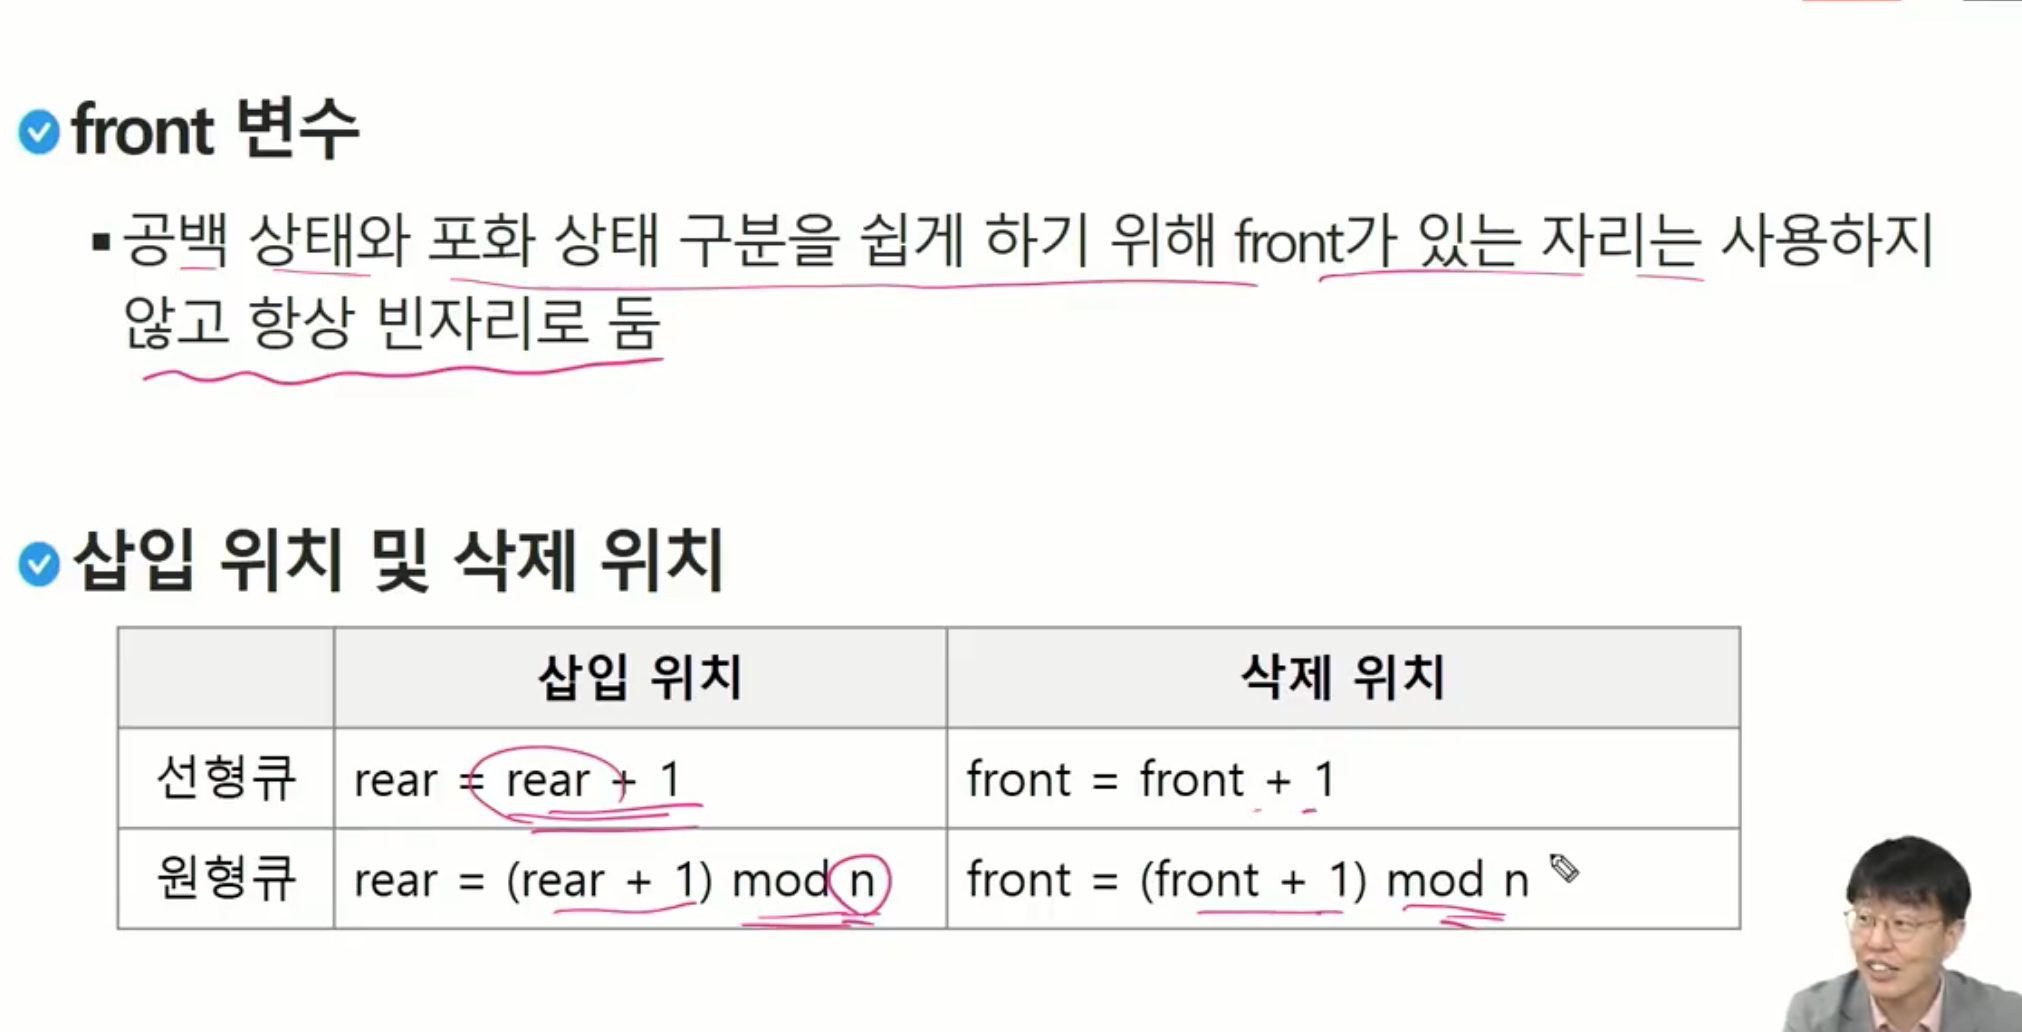 front 변수
공백 상태와 포화 상태 구분을 쉽게 하기 위해 front가 있는 자리는 사용하지
않고 항상 빈자리로 둠
삽입 위치 및 삭제 위치
삽입 위치 삭제 위치
선형큐 rear = rear + 1 front = front + 1
원형큐 rear = (rear + 1) mod n front = (front + 1) mod n